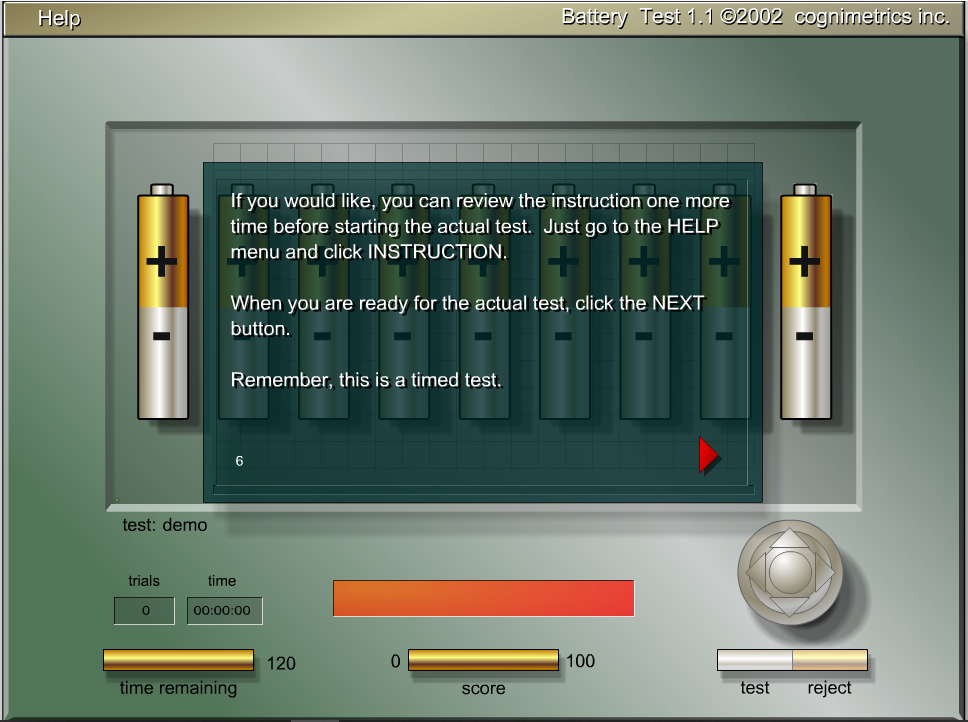 Help
Battery Test 1.1 ©2002 cognimetrics inc.
If you would like, you can review the instruction one more
time before starting the actual test. Just go to the HELP
menu and click INSTRUCTION.
When you are ready for the actual test, click the NEXT
button.
Remember, this is a timed test.
6
+ + + + + + + + +
- - - - - - - - -
test: demo
trials time
0 00:00:00
120
time remaining
0 100
score
test reject